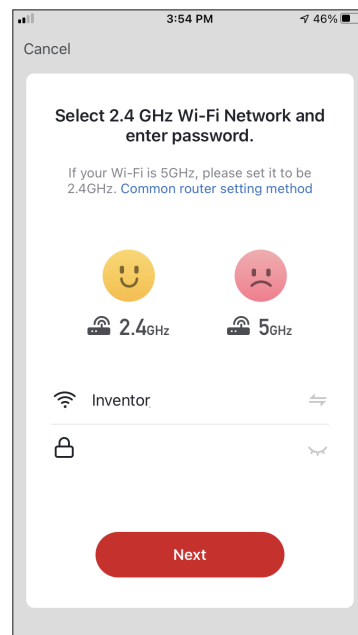 3:54 PM
46%
Cancel
Select 2.4 GHz Wi-Fi Network and
enter password.
If your Wi-Fi is 5GHz, please set it to be
2.4GHz. Common router setting method
2.4GHz
5GHz
Inventor
Next